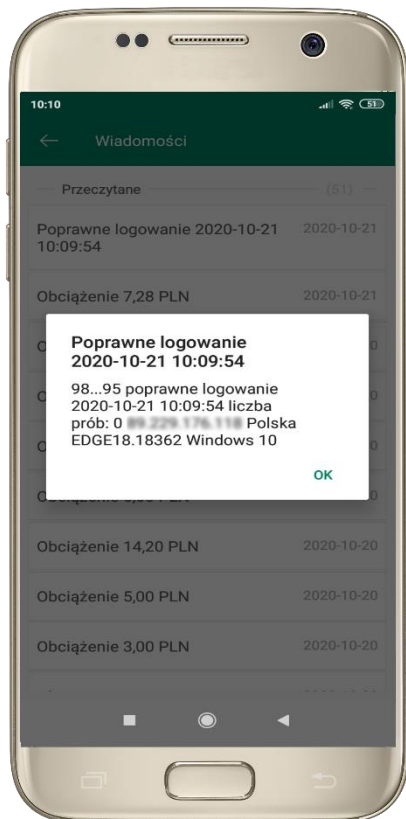 10:10
51
Wiadomości
Przeczytane (51)
Poprawne logowanie 2020-10-21 2020-10-21
10:09:54
Obciążenie 7,28 PLN 2020-10-21
Poprawne logowanie
2020-10-21 10:09:54
98...95 poprawne logowanie
2020-10-21 10:09:54 liczba
prób: 0 Polska
EDGE18.18362 Windows 10
OK
Obciążenie 14,20 PLN 2020-10-20
Obciążenie 5,00 PLN 2020-10-20
Obciążenie 3,00 PLN 2020-10-20